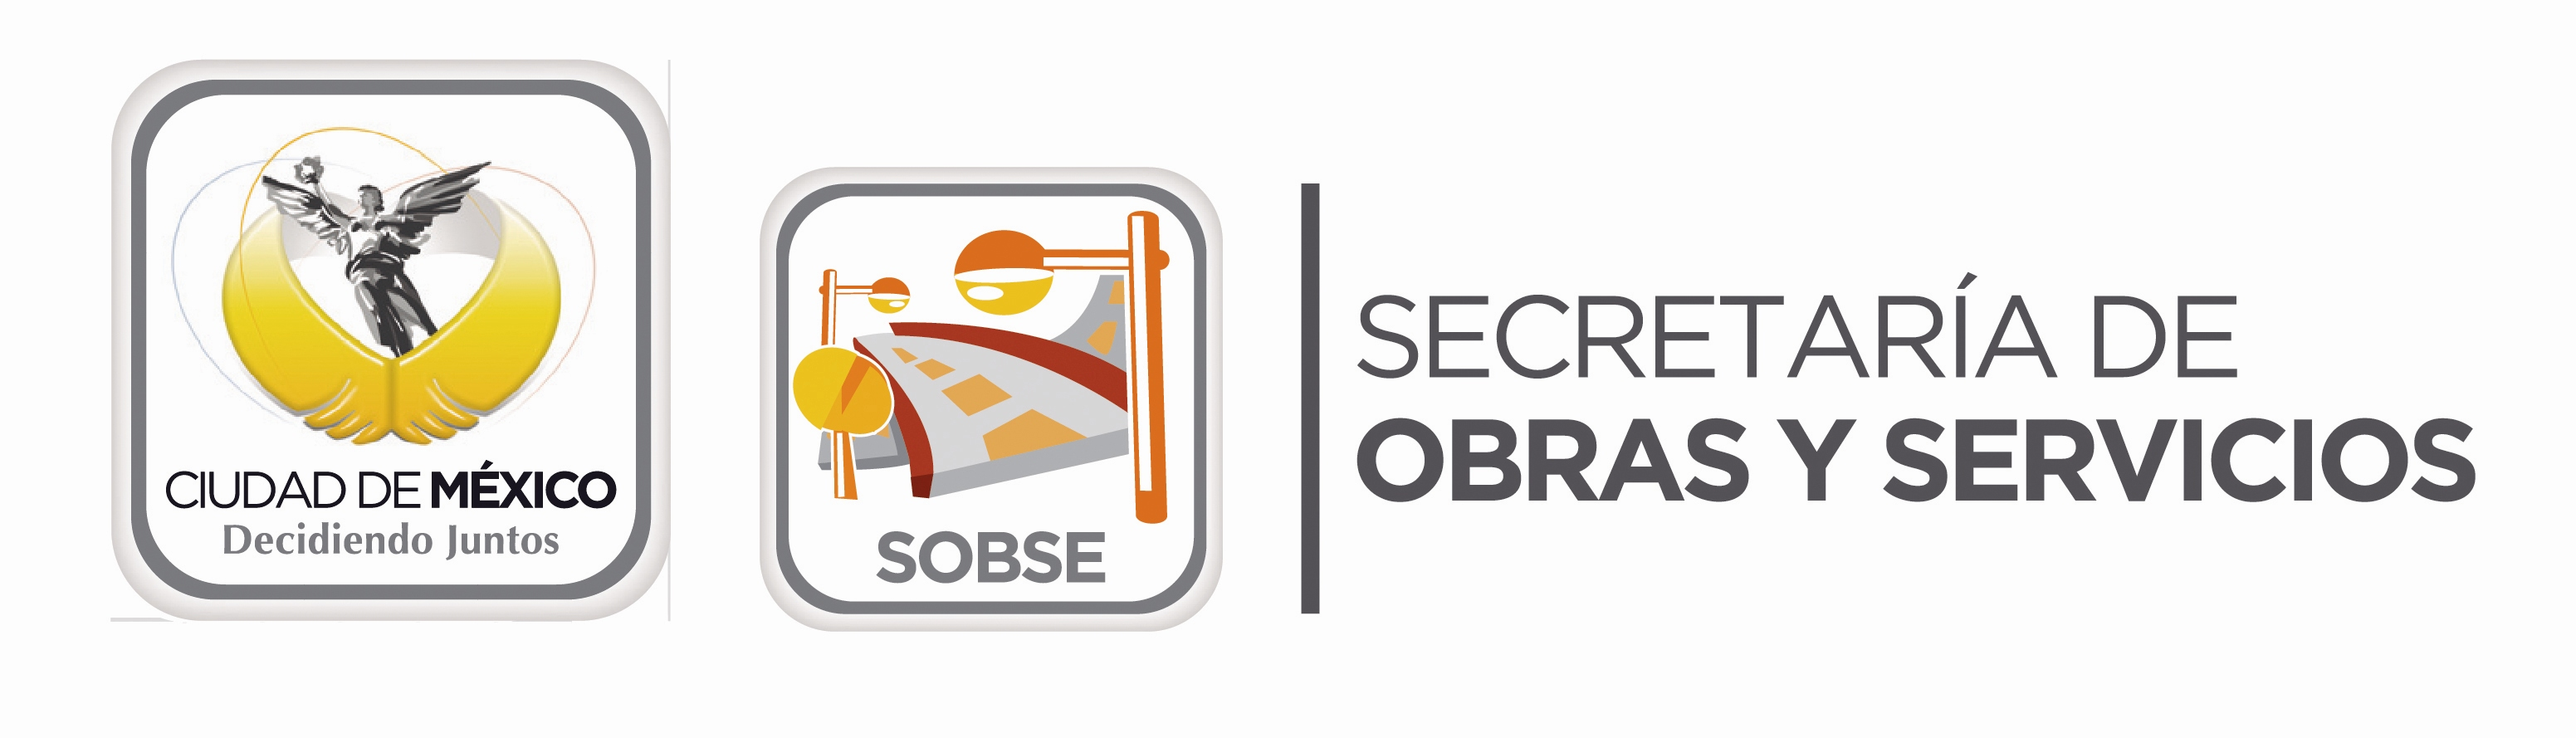 CIUDAD DE MÉXICO
Decidiendo Juntos
SOBSE
SECRETARÍA DE
OBRAS Y SERVICIOS